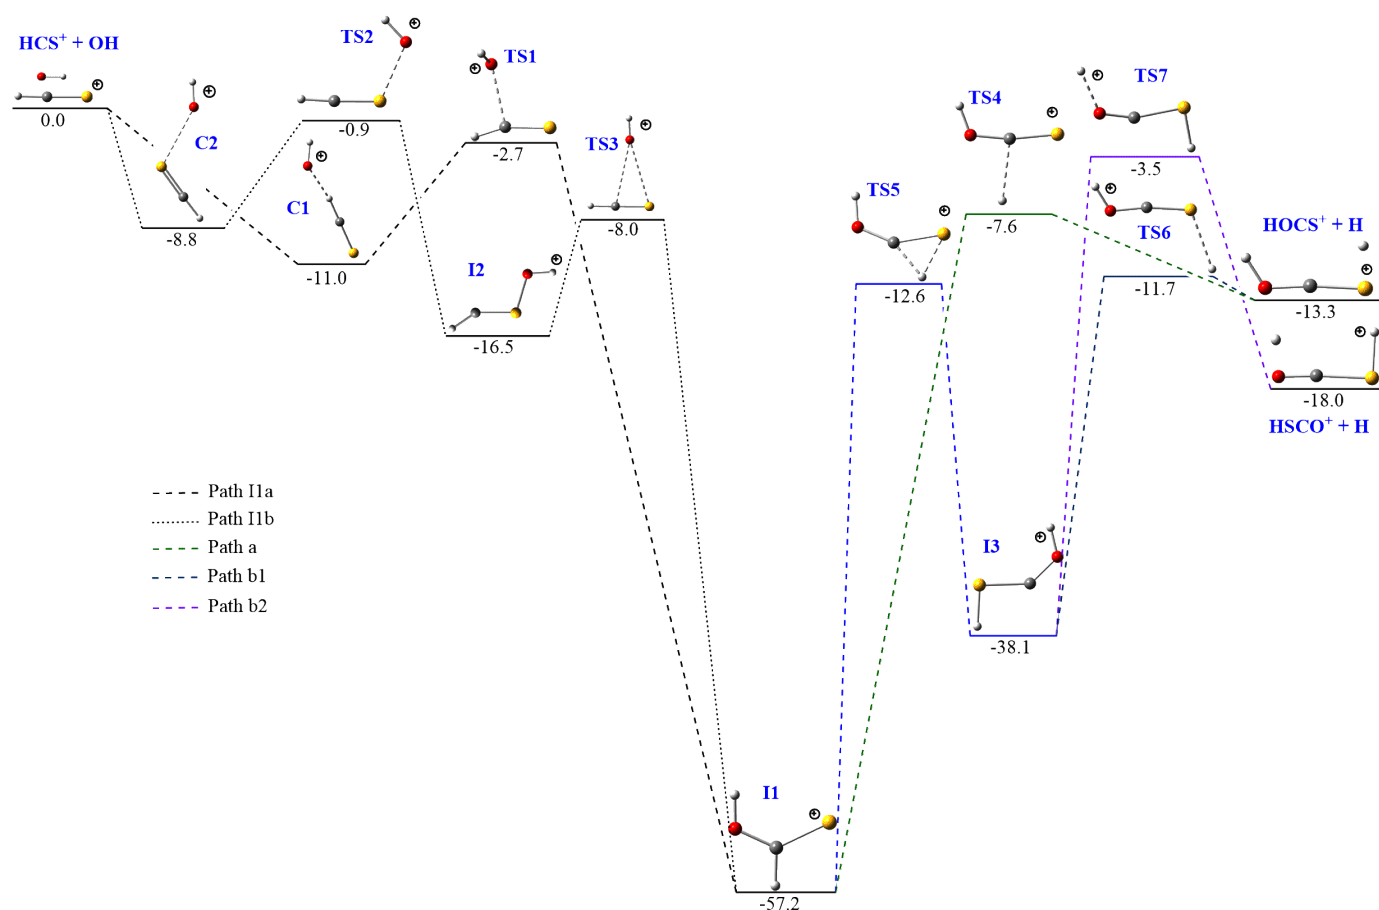 HCS⁺ + OH
0.0
C2
-8.8
TS2
-0.9
C1
-11.0
TS1
-2.7
I2
-16.5
TS3
-8.0
I1
-57.2
TS5
-12.6
TS4
-7.6
I3
-38.1
TS7
-3.5
TS6
-11.7
HOCS⁺ + H
-13.3
-18.0
HSCO⁺ + H
Path I1a
Path I1b
Path a
Path b1
Path b2